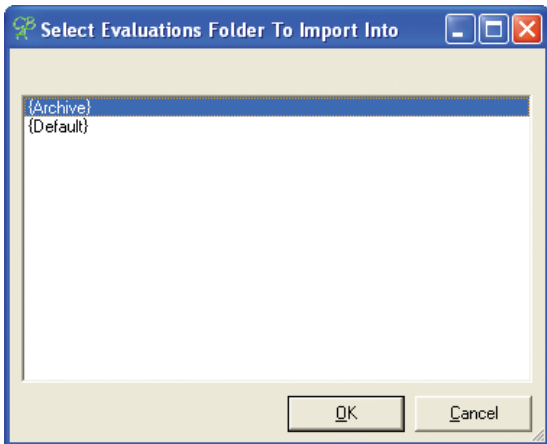 Select Evaluations Folder To Import Into
{Archive}
{Default}
OK
Cancel